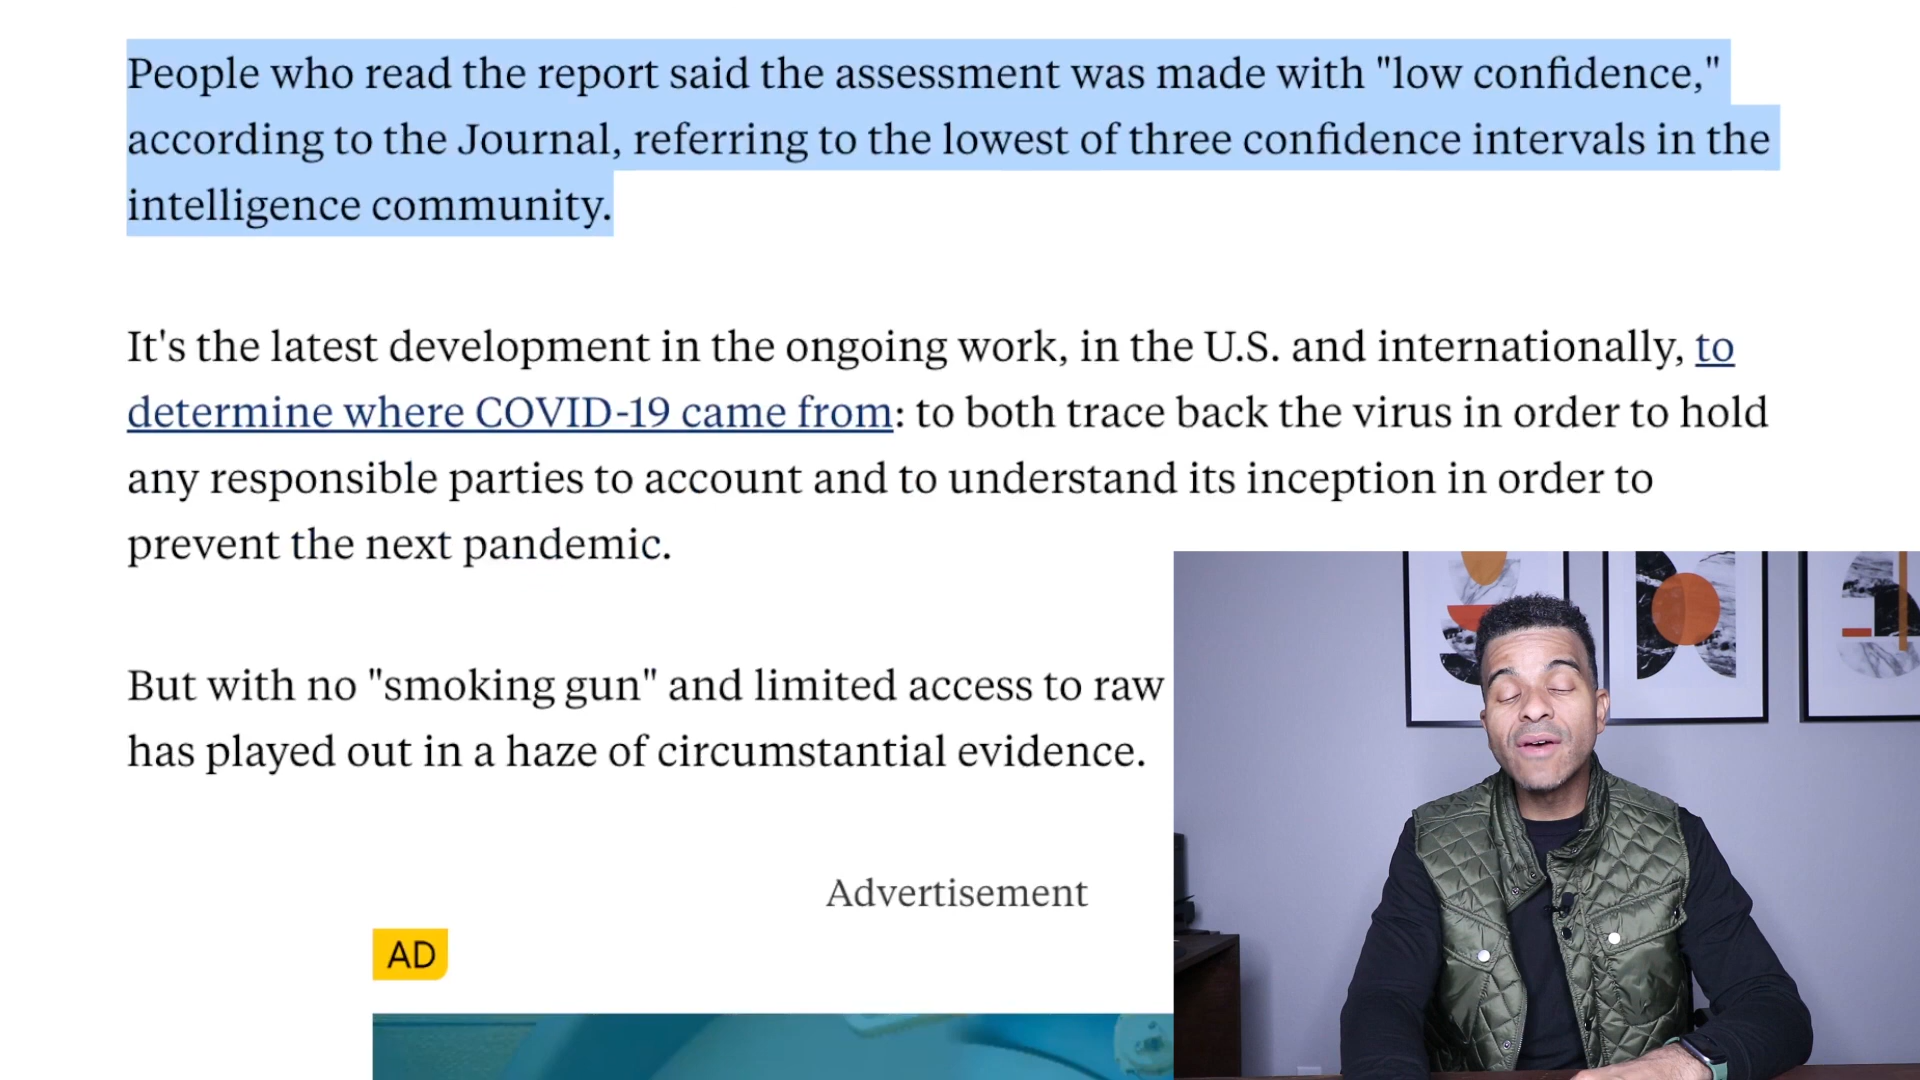 People who read the report said the assessment was made with "low confidence,"
according to the Journal, referring to the lowest of three confidence intervals in the
intelligence community.
It's the latest development in the ongoing work, in the U.S. and internationally, to
determine where COVID-19 came from: to both trace back the virus in order to hold
any responsible parties to account and to understand its inception in order to
prevent the next pandemic.
But with no "smoking gun" and limited access to raw
has played out in a haze of circumstantial evidence.
Advertisement
AD